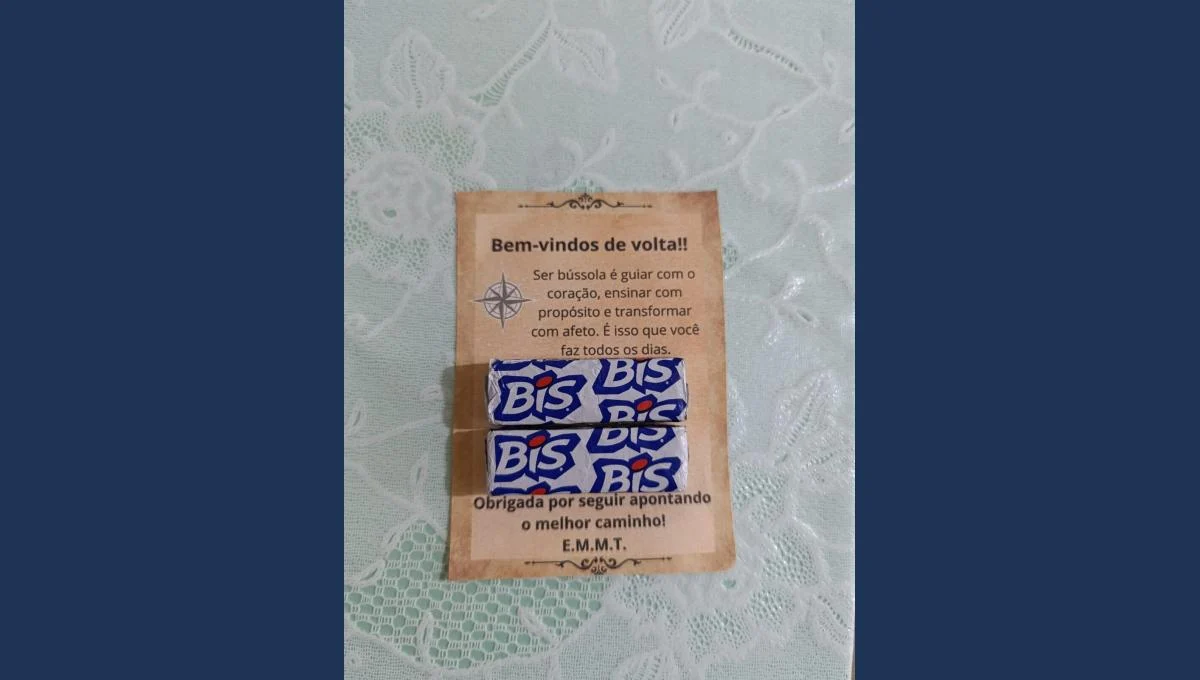 Bem-vindos de volta!!
Ser bússola é guiar com o
coração, ensinar com
propósito e transformar
com afeto. É isso que você
faz todos os dias.
BiS BiS
BiS
BiS BiS
BiS
Obrigada por seguir apontando
o melhor caminho!
E.M.M.T.